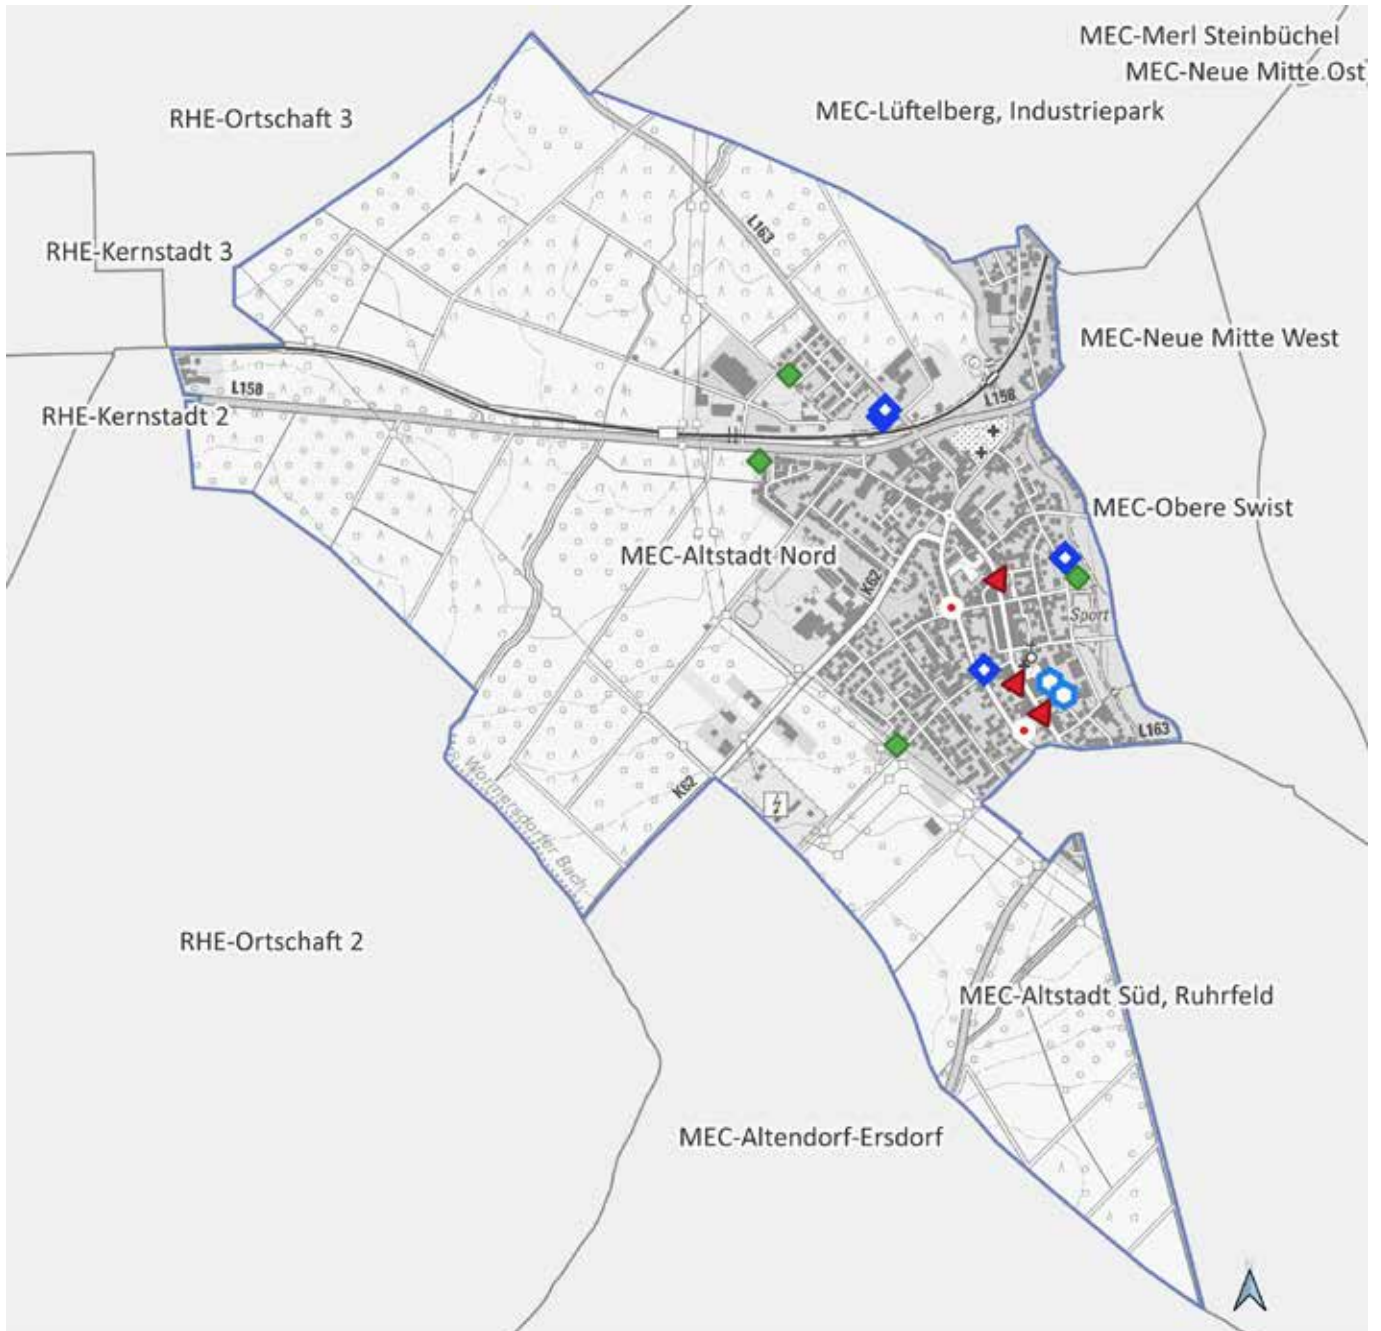 MEC-Merl Steinbüchel
MEC-Neue Mitte Ost
MEC-Lüftelberg, Industriepark
RHE-Ortschaft 3
L163
RHE-Kernstadt 3
MEC-Neue Mitte West
L158
L158
RHE-Kernstadt 2
MEC-Obere Swist
MEC-Altstadt Nord
K62
Sport
L163
Wormersdorfer Bach
K62
RHE-Ortschaft 2
MEC-Altstadt Süd, Ruhrfeld
MEC-Altendorf-Ersdorf